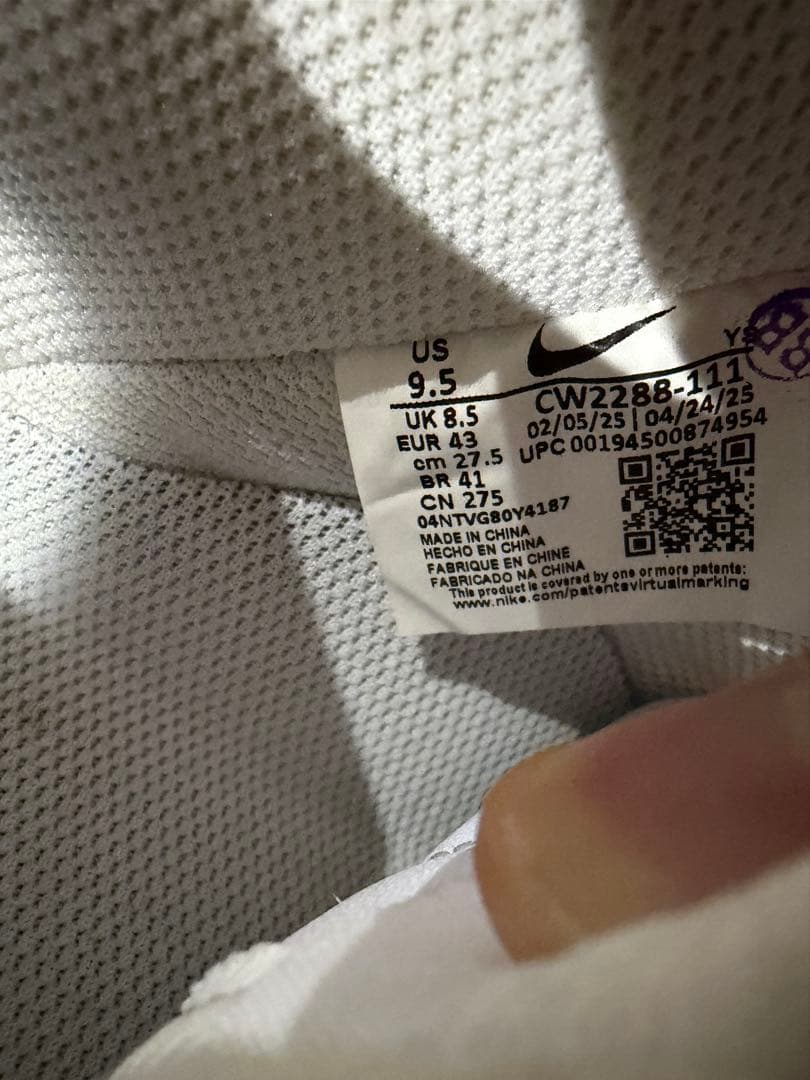 US
9.5
UK 8.5
EUR 43
cm 27.5
BR 41
CN 275
04NTVG80Y4187
MADE IN CHINA
HECHO EN CHINA
FABRIQUE EN CHINE
FABRICADO NA CHINA
This product is covered by one or more patents:
www.nike.com/patentsvirtualmarking
CW2288-111
02/05/25 | 04/24/25
UPC 00194500874954